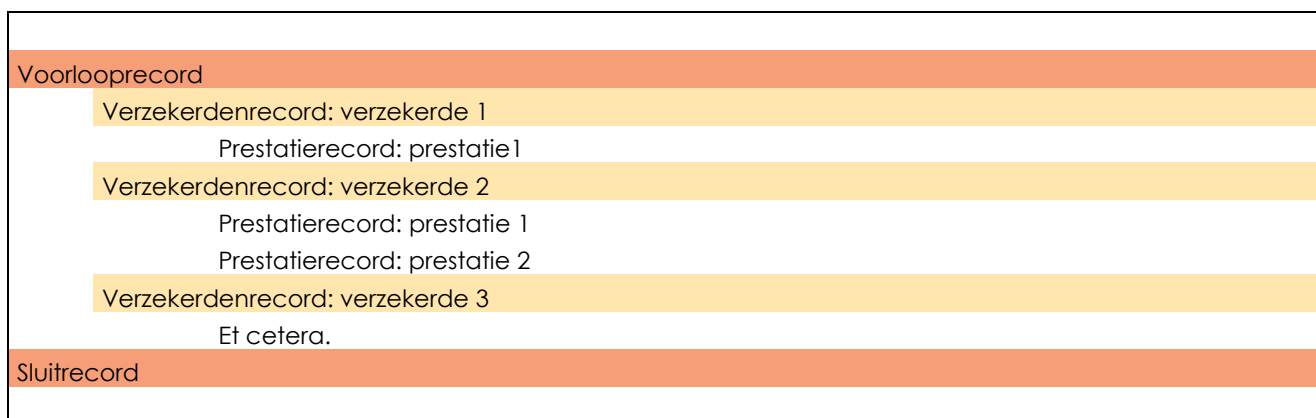 Voorlooprecord
Verzekerdenrecord: verzekerde 1
Prestatierecord: prestatie1
Verzekerdenrecord: verzekerde 2
Prestatierecord: prestatie 1
Prestatierecord: prestatie 2
Verzekerdenrecord: verzekerde 3
Et cetera.
Sluitrecord